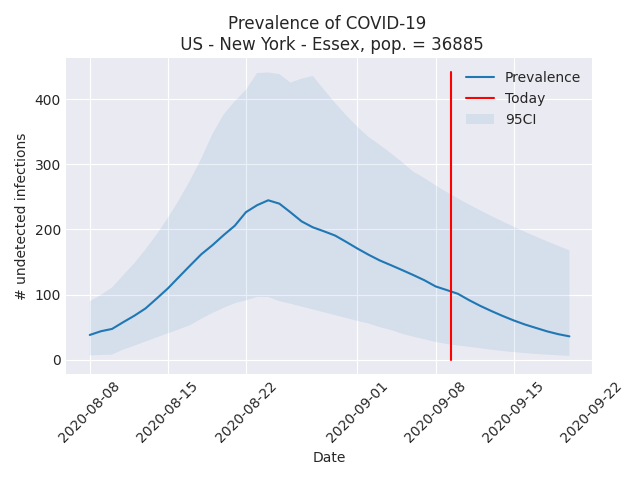 Prevalence of COVID-19
US - New York - Essex, pop. = 36885
Prevalence
Today
95CI
# undetected infections
400
300
200
100
0
2020-08-08
2020-08-15
2020-08-22
2020-09-01
2020-09-08
2020-09-15
2020-09-22
Date